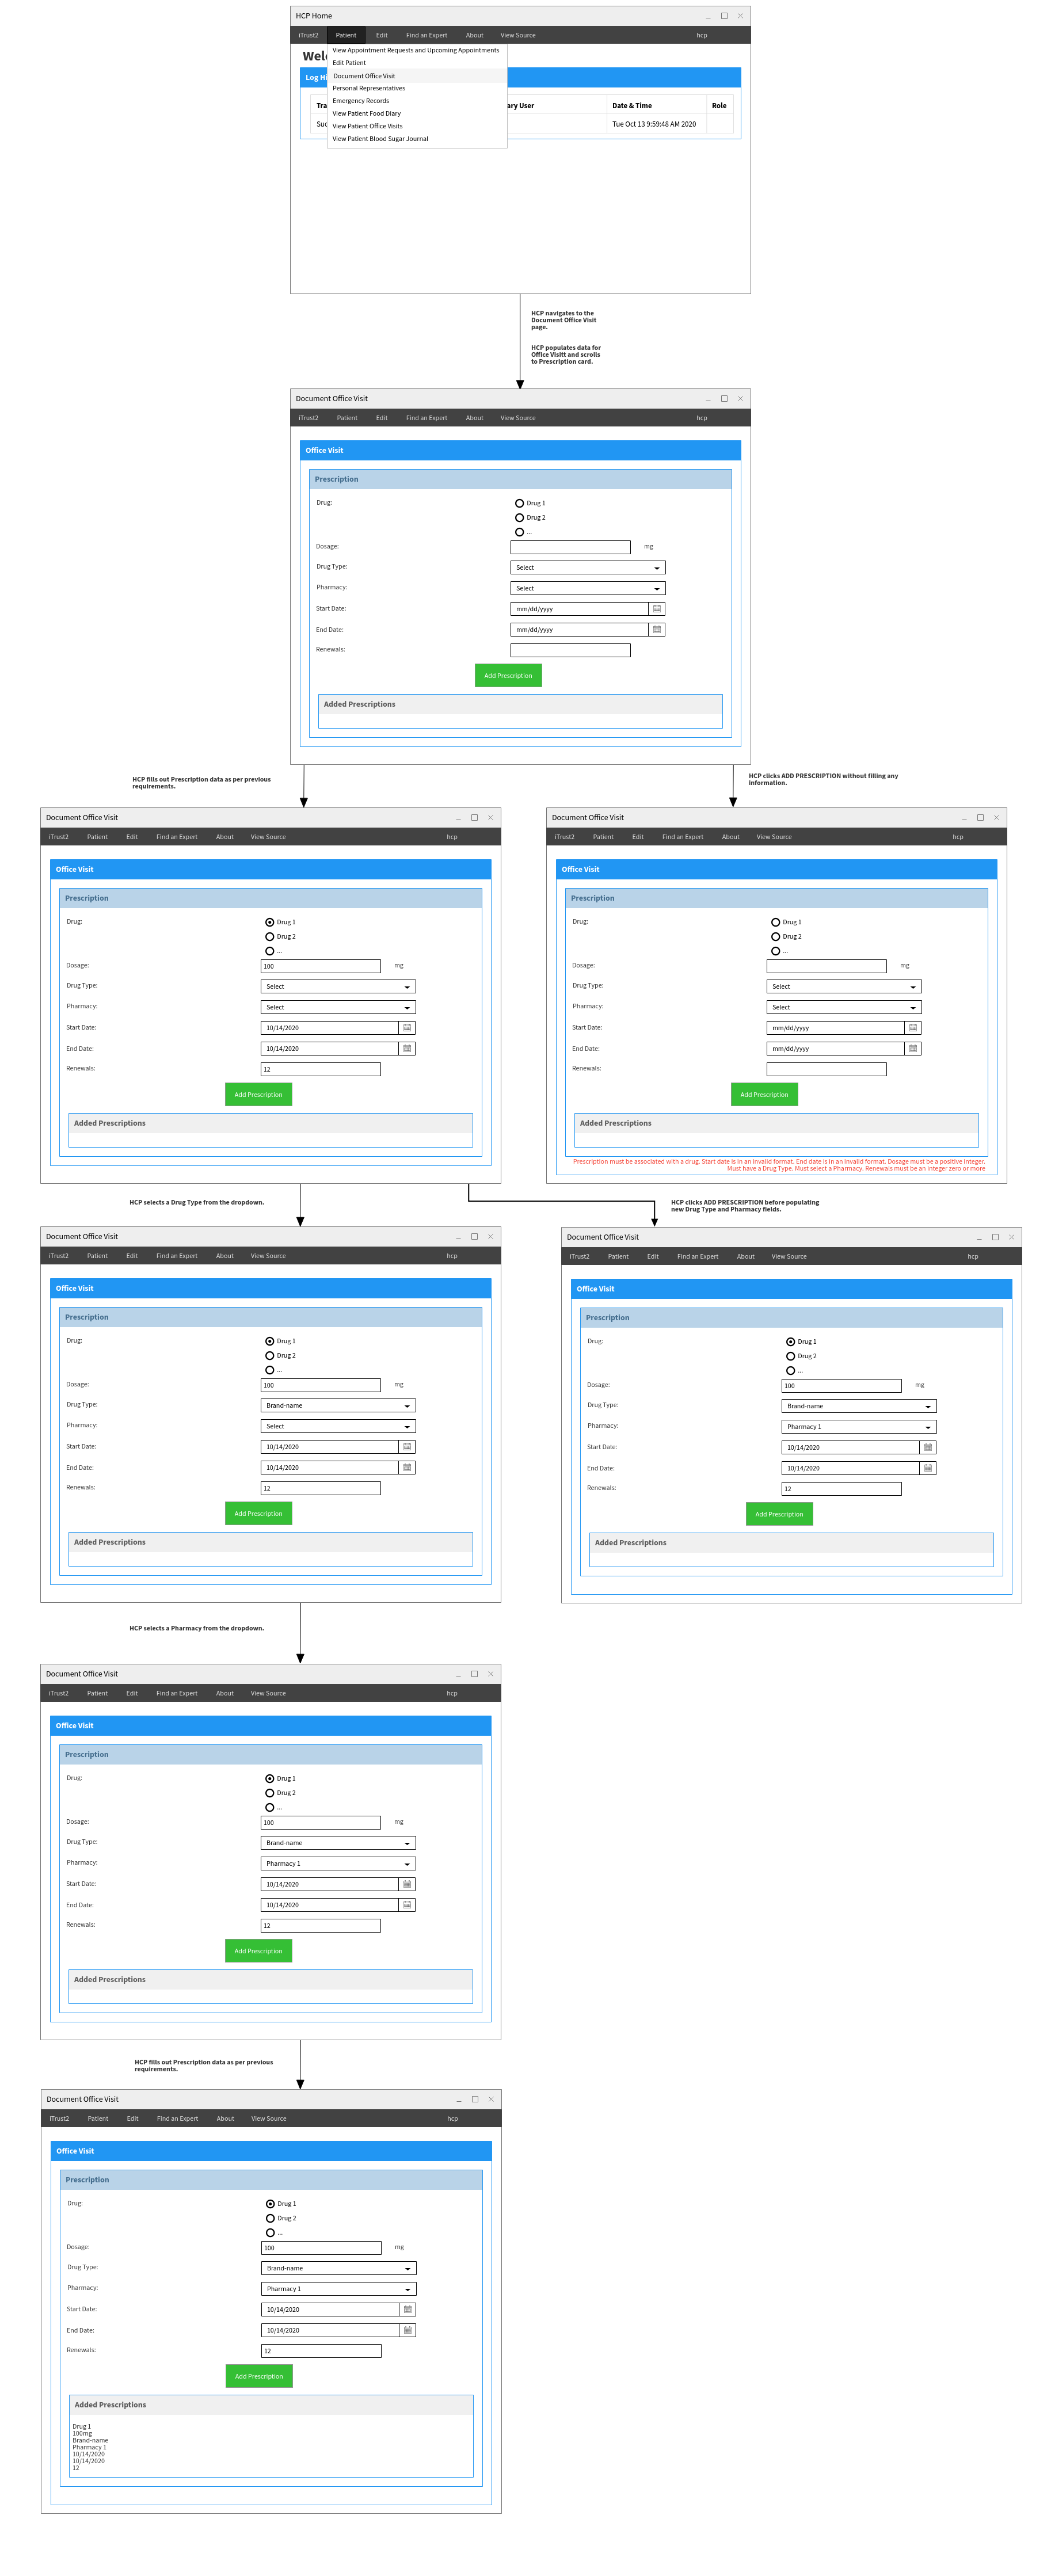 HCP Home
iTrust2 Patient Edit Find an Expert About View Source hcp
Welc
View Appointment Requests and Upcoming Appointments
Edit Patient
Document Office Visit
Personal Representatives
Emergency Records
View Patient Food Diary
View Patient Office Visits
View Patient Blood Sugar Journal
Log Hi
Tra ary User Date & Time Role
Suc Tue Oct 13 9:59:48 AM 2020
HCP navigates to the
Document Office Visit
page.
HCP populates data for
Office Visitt and scrolls
to Prescription card.
Document Office Visit
iTrust2 Patient Edit Find an Expert About View Source hcp
Office Visit
Prescription
Drug: Drug 1
Drug 2
...
Dosage: mg
Drug Type: Select
Pharmacy: Select
Start Date: mm/dd/yyyy
End Date: mm/dd/yyyy
Renewals:
Add Prescription
Added Prescriptions
HCP fills out Prescription data as per previous
requirements.
HCP clicks ADD PRESCRIPTION without filling any
information.
Document Office Visit
iTrust2 Patient Edit Find an Expert About View Source hcp
Office Visit
Prescription
Drug: Drug 1
Drug 2
...
Dosage: 100 mg
Drug Type: Select
Pharmacy: Select
Start Date: 10/14/2020
End Date: 10/14/2020
Renewals: 12
Add Prescription
Added Prescriptions
Document Office Visit
iTrust2 Patient Edit Find an Expert About View Source hcp
Office Visit
Prescription
Drug: Drug 1
Drug 2
...
Dosage: mg
Drug Type: Select
Pharmacy: Select
Start Date: mm/dd/yyyy
End Date: mm/dd/yyyy
Renewals:
Add Prescription
Added Prescriptions
Prescription must be associated with a drug. Start date is in an invalid format. End date is in an invalid format. Dosage must be a positive integer.
Must have a Drug Type. Must select a Pharmacy. Renewals must be an integer zero or more
HCP selects a Drug Type from the dropdown.
HCP clicks ADD PRESCRIPTION before populating
new Drug Type and Pharmacy fields.
Document Office Visit
iTrust2 Patient Edit Find an Expert About View Source hcp
Office Visit
Prescription
Drug: Drug 1
Drug 2
...
Dosage: 100 mg
Drug Type: Brand-name
Pharmacy: Select
Start Date: 10/14/2020
End Date: 10/14/2020
Renewals: 12
Add Prescription
Added Prescriptions
Document Office Visit
iTrust2 Patient Edit Find an Expert About View Source hcp
Office Visit
Prescription
Drug: Drug 1
Drug 2
...
Dosage: 100 mg
Drug Type: Brand-name
Pharmacy: Pharmacy 1
Start Date: 10/14/2020
End Date: 10/14/2020
Renewals: 12
Add Prescription
Added Prescriptions
HCP selects a Pharmacy from the dropdown.
Document Office Visit
iTrust2 Patient Edit Find an Expert About View Source hcp
Office Visit
Prescription
Drug: Drug 1
Drug 2
...
Dosage: 100 mg
Drug Type: Brand-name
Pharmacy: Pharmacy 1
Start Date: 10/14/2020
End Date: 10/14/2020
Renewals: 12
Add Prescription
Added Prescriptions
HCP fills out Prescription data as per previous
requirements.
Document Office Visit
iTrust2 Patient Edit Find an Expert About View Source hcp
Office Visit
Prescription
Drug: Drug 1
Drug 2
...
Dosage: 100 mg
Drug Type: Brand-name
Pharmacy: Pharmacy 1
Start Date: 10/14/2020
End Date: 10/14/2020
Renewals: 12
Add Prescription
Added Prescriptions
Drug 1
100mg
Brand-name
Pharmacy 1
10/14/2020
10/14/2020
12